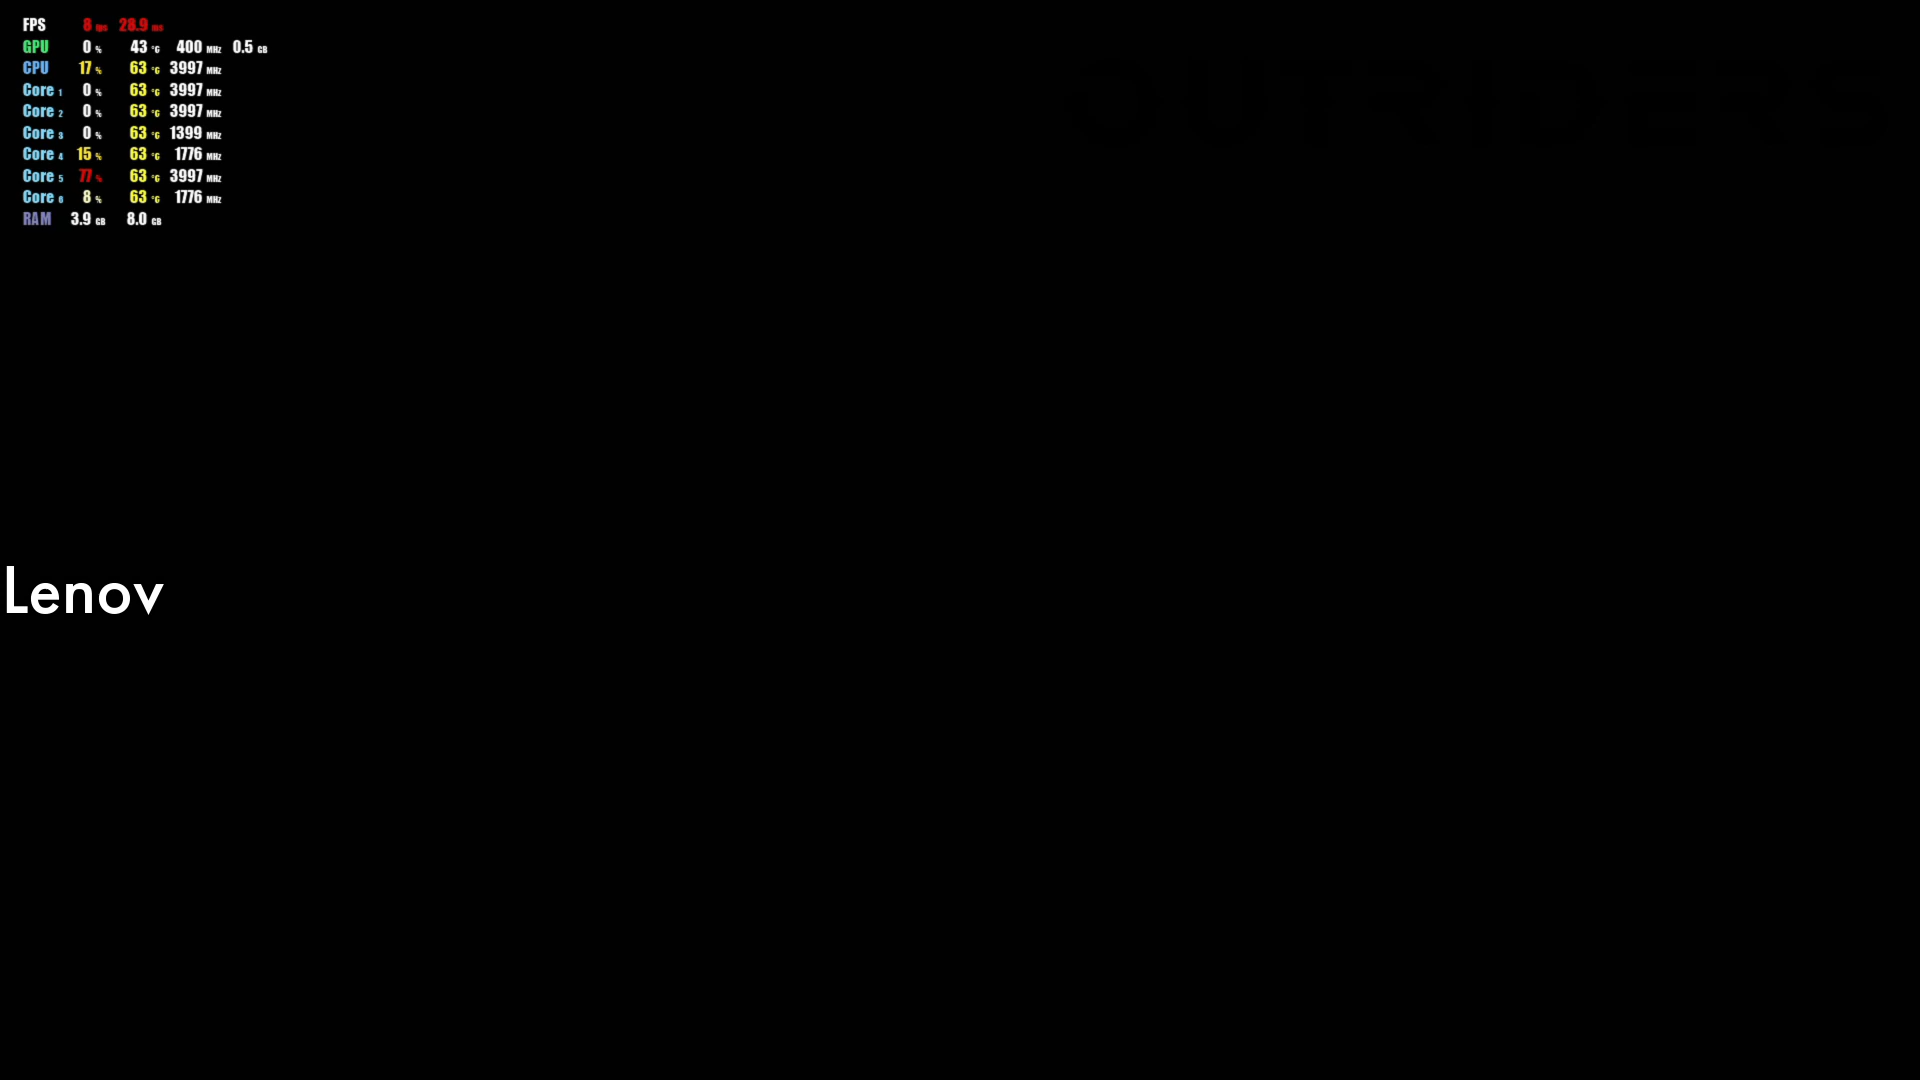 FPS 8 fps 28.9 ms
GPU 0 % 43 °C 400 MHz 0.5 GB
CPU 17 % 63 °C 3997 MHz
Core 1 0 % 63 °C 3997 MHz
Core 2 0 % 63 °C 3997 MHz
Core 3 0 % 63 °C 1399 MHz
Core 4 15 % 63 °C 1776 MHz
Core 5 77 % 63 °C 3997 MHz
Core 6 8 % 63 °C 1776 MHz
RAM 3.9 GB 8.0 GB
OUTRIDERS
Lenov